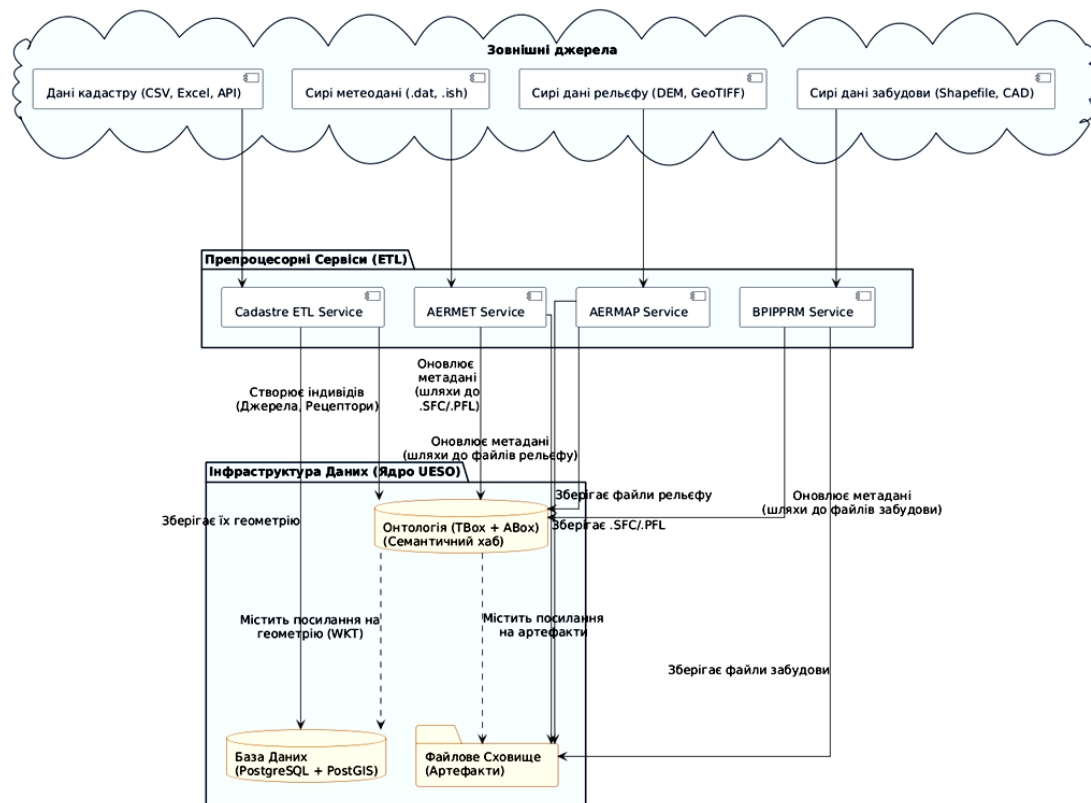 Зовнішні джерела
Дані кадастру (CSV, Excel, API)
Сирі метеодані (.dat, .ish)
Сирі дані рельєфу (DEM, GeoTIFF)
Сирі дані забудови (Shapefile, CAD)
Препроцесорні Сервіси (ETL)
Cadastre ETL Service
AERMET Service
AERMAP Service
BPIPPRM Service
Створює індивідів
(Джерела, Рецептори)
Оновлює
метадані
(шляхи до
.SFC/.PFL)
Оновлює метадані
(шляхи до файлів рельєфу)
Інфраструктура Даних (Ядро UESO)
Зберігає файли рельєфу
Оновлює метадані
(шляхи до файлів забудови)
Зберігає їх геометрію
Онтологія (TBox + ABox)
(Семантичний хаб)
Зберігає .SFC/.PFL
Містить посилання на
геометрію (WKT)
Містить посилання
на артефакти
Зберігає файли забудови
База Даних
(PostgreSQL + PostGIS)
Файлове Сховище
(Артефакти)